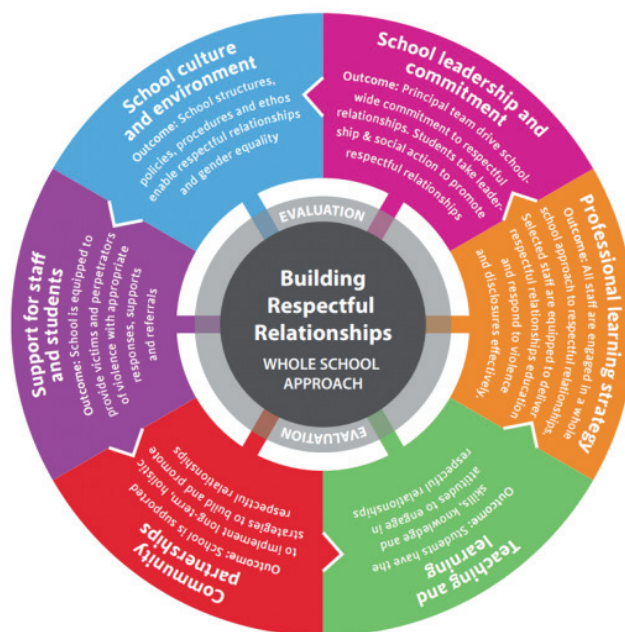 School leadership and
commitment
Outcome: Principal team drive school-
wide commitment to respectful
relationships. Students take leader-
ship & social action to promote
respectful relationships
Professional learning strategy
Outcome: All staff are engaged in a whole
school approach to respectful relationships.
Selected staff are equipped to deliver
respectful relationships education
and respond to violence
and disclosures effectively.
Teaching and
learning
Outcome: Students have the
skills, knowledge and
attitudes to engage in
respectful relationships
Community
partnerships
Outcome: School is supported
to implement long-term, holistic
strategies to build and promote
respectful relationships
Support for staff
and students
Outcome: School is equipped to
provide victims and perpetrators
of violence with appropriate
responses, supports
and referrals
School culture
and environment
Outcome: School structures,
policies, procedures and ethos
enable respectful relationships
and gender equality
EVALUATION
Building
Respectful
Relationships
WHOLE SCHOOL
APPROACH
EVALUATION